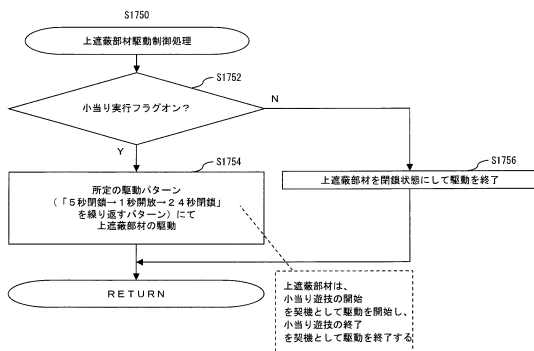 S1750
上遮蔽部材駆動制御処理
S1752
小当り実行フラグオン？
N
Y
S1754
所定の駆動パターン
（「５秒閉鎖→１秒開放→２４秒閉鎖」
を繰り返すパターン）にて
上遮蔽部材の駆動
S1756
上遮蔽部材を閉鎖状態にして駆動を終了
ＲＥＴＵＲＮ
上遮蔽部材は、
小当り遊技の開始
を契機として駆動を開始し、
小当り遊技の終了
を契機として駆動を終了する